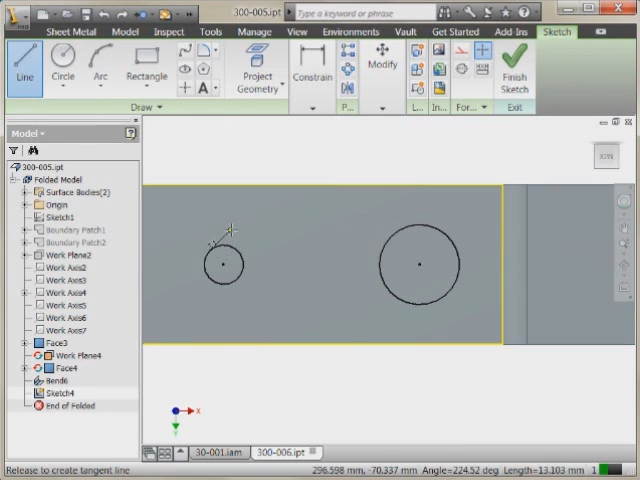 300-005.ipt
Type a keyword or phrase
PRO
Sheet Metal Model Inspect Tools Manage View Environments Vault Get Started Add-Ins Sketch
Line
Circle
Arc
Rectangle
Project Geometry
Constrain
Modify
Finish Sketch
Draw
P...
L...
In...
For...
Exit
Model
300-005.ipt
Folded Model
Surface Bodies(2)
Origin
Sketch1
Boundary Patch1
Boundary Patch2
Work Plane2
Work Axis2
Work Axis3
Work Axis4
Work Axis5
Work Axis6
Work Axis7
Face3
Work Plane4
Face4
Bend6
Sketch4
End of Folded
X
Y
30-001.iam
300-006.ipt
Release to create tangent line
296.598 mm, -70.337 mm Angle=224.52 deg Length=13.103 mm 1